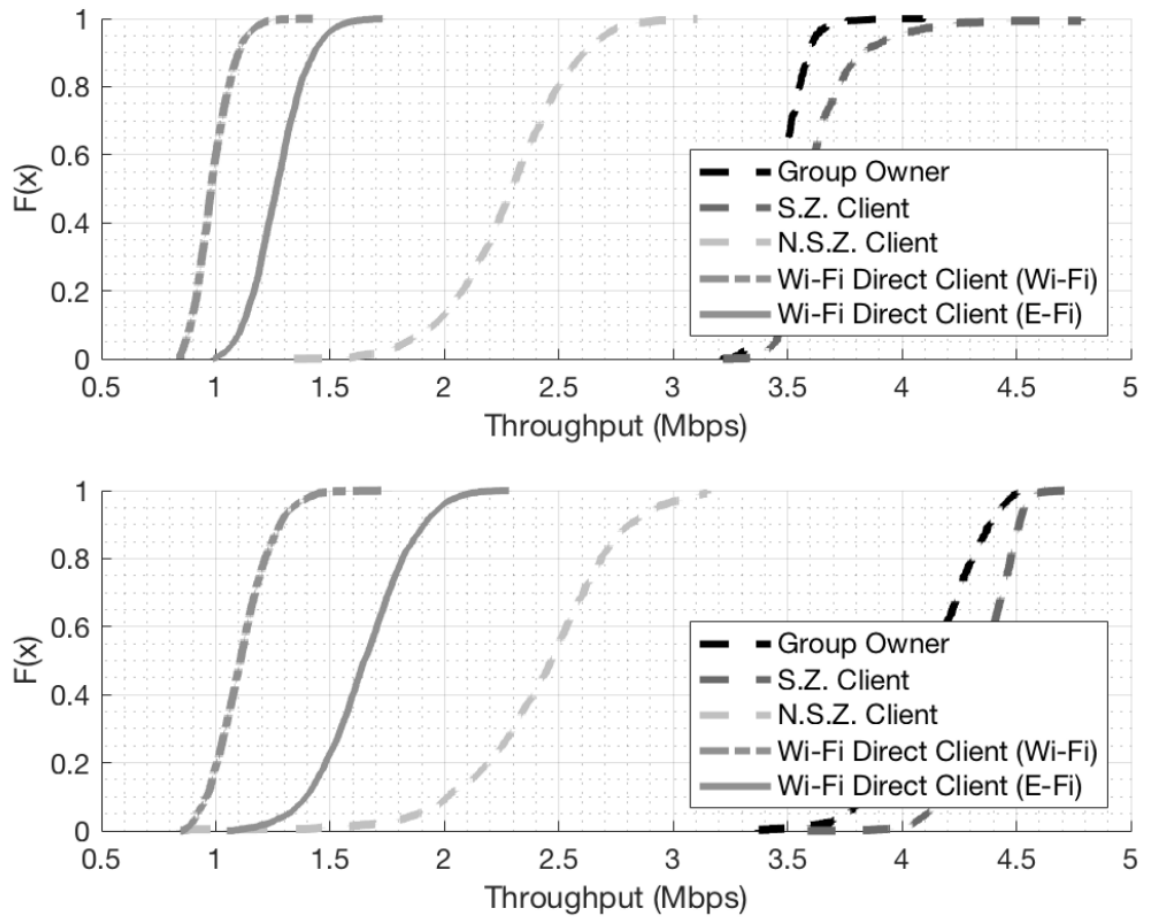 1
0.8
0.6
0.4
0.2
0
F(x)
0.5 1 1.5 2 2.5 3 3.5 4 4.5 5
Throughput (Mbps)
Group Owner
S.Z. Client
N.S.Z. Client
Wi-Fi Direct Client (Wi-Fi)
Wi-Fi Direct Client (E-Fi)
1
0.8
0.6
0.4
0.2
0
F(x)
0.5 1 1.5 2 2.5 3 3.5 4 4.5 5
Throughput (Mbps)
Group Owner
S.Z. Client
N.S.Z. Client
Wi-Fi Direct Client (Wi-Fi)
Wi-Fi Direct Client (E-Fi)